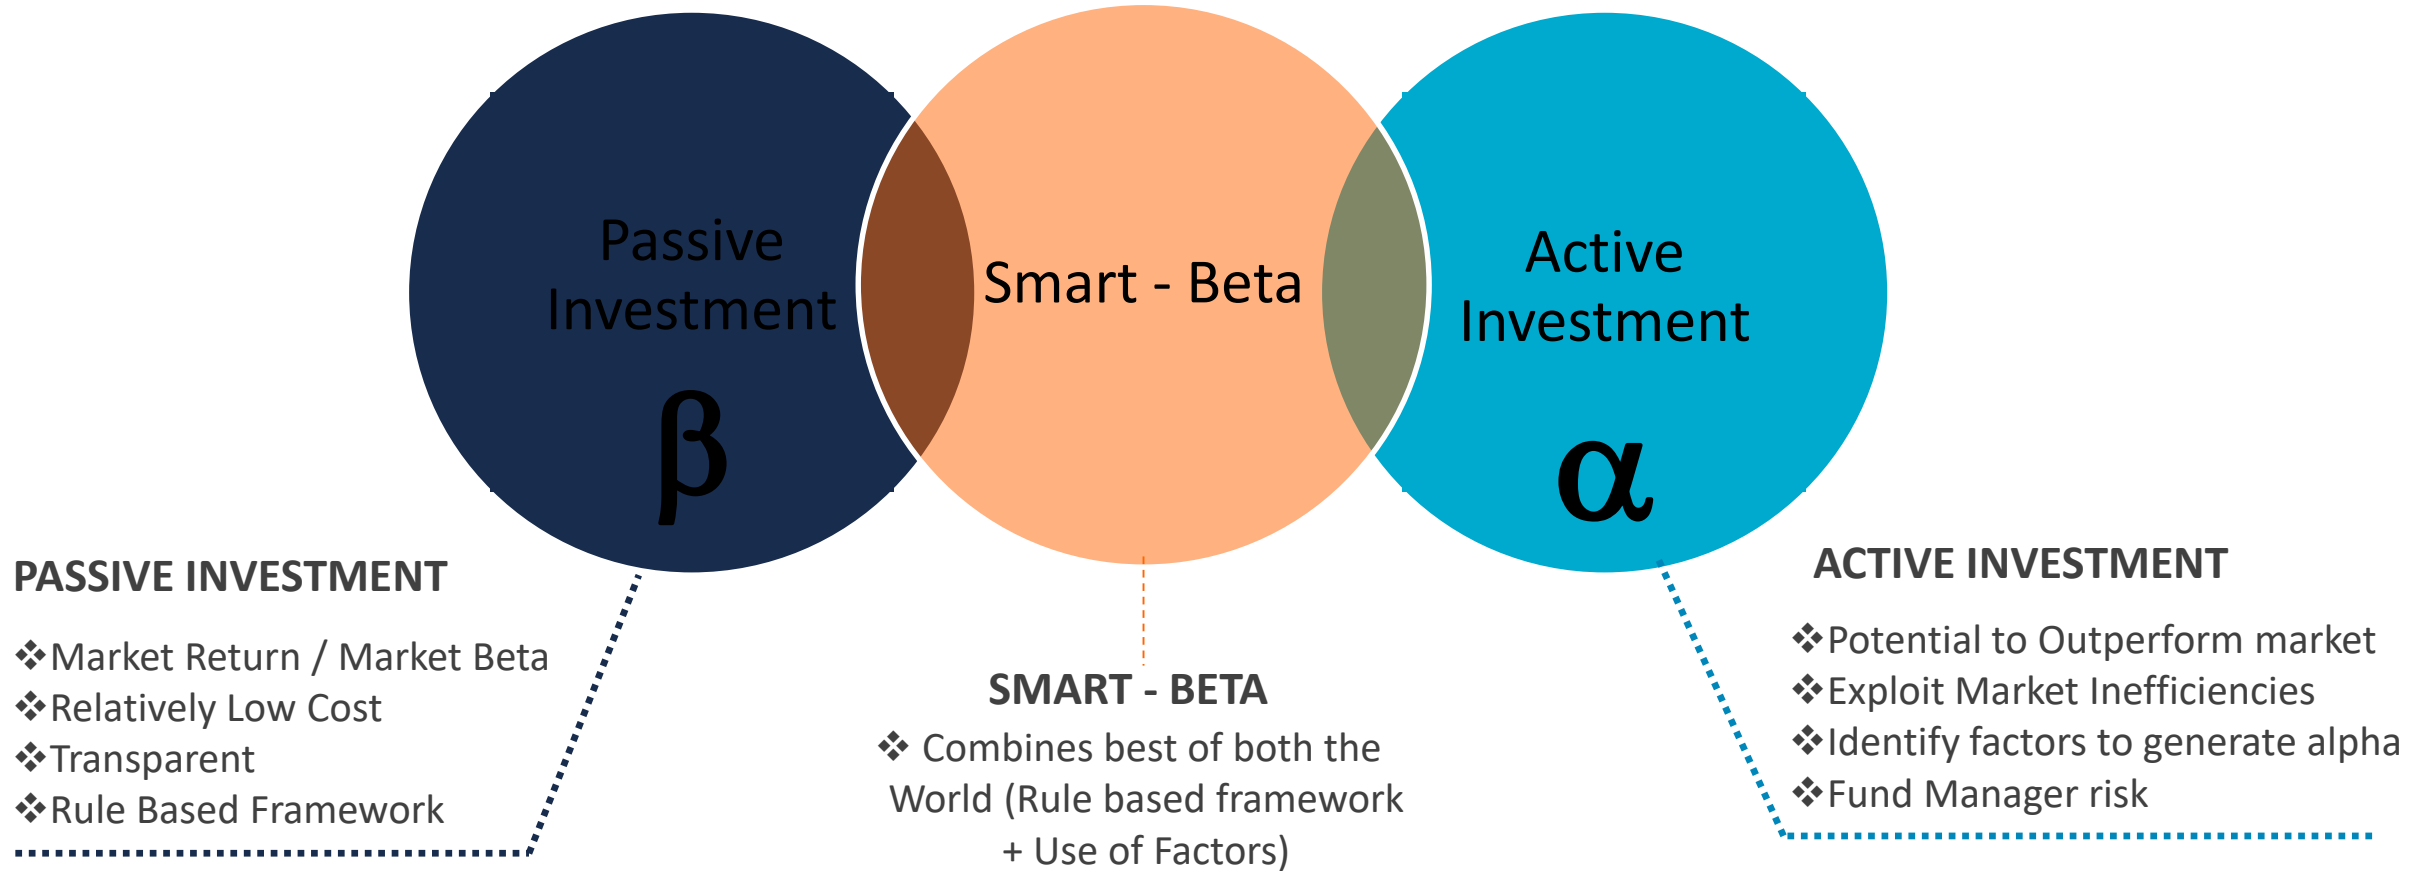 Passive
Investment
β
Smart - Beta
Active
Investment
α
PASSIVE INVESTMENT
❖Market Return / Market Beta
❖Relatively Low Cost
❖Transparent
❖Rule Based Framework
SMART - BETA
❖ Combines best of both the
World (Rule based framework
+ Use of Factors)
ACTIVE INVESTMENT
❖Potential to Outperform market
❖Exploit Market Inefficiencies
❖Identify factors to generate alpha
❖Fund Manager risk